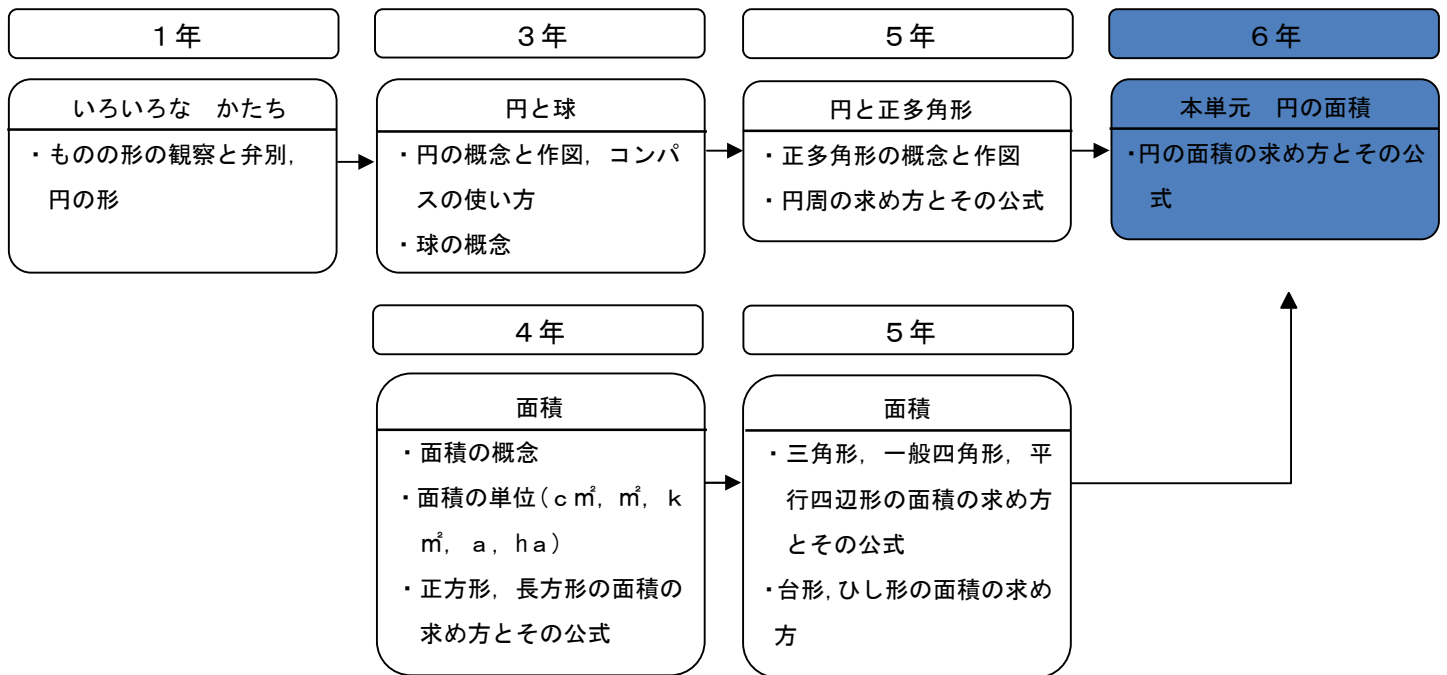 １年
３年
５年
６年
いろいろな　かたち
・ものの形の観察と弁別，
円の形
円と球
・円の概念と作図，コンパ
スの使い方
・球の概念
円と正多角形
・正多角形の概念と作図
・円周の求め方とその公式
本単元　円の面積
・円の面積の求め方とその公
式
４年
５年
面積
・面積の概念
・面積の単位（ｃ㎡，㎡，ｋ
㎡，ａ，ｈａ）
・正方形，長方形の面積の
求め方とその公式
面積
・三角形，一般四角形，平
行四辺形の面積の求め方
とその公式
・台形，ひし形の面積の求め
方